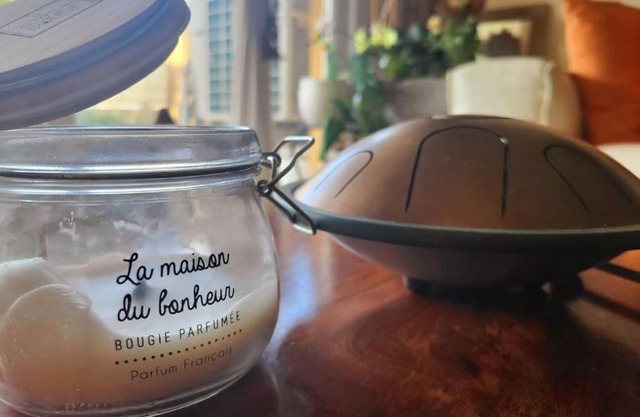 La maison
du bonheur
BOUGIE PARFUMÉE
Parfum Français